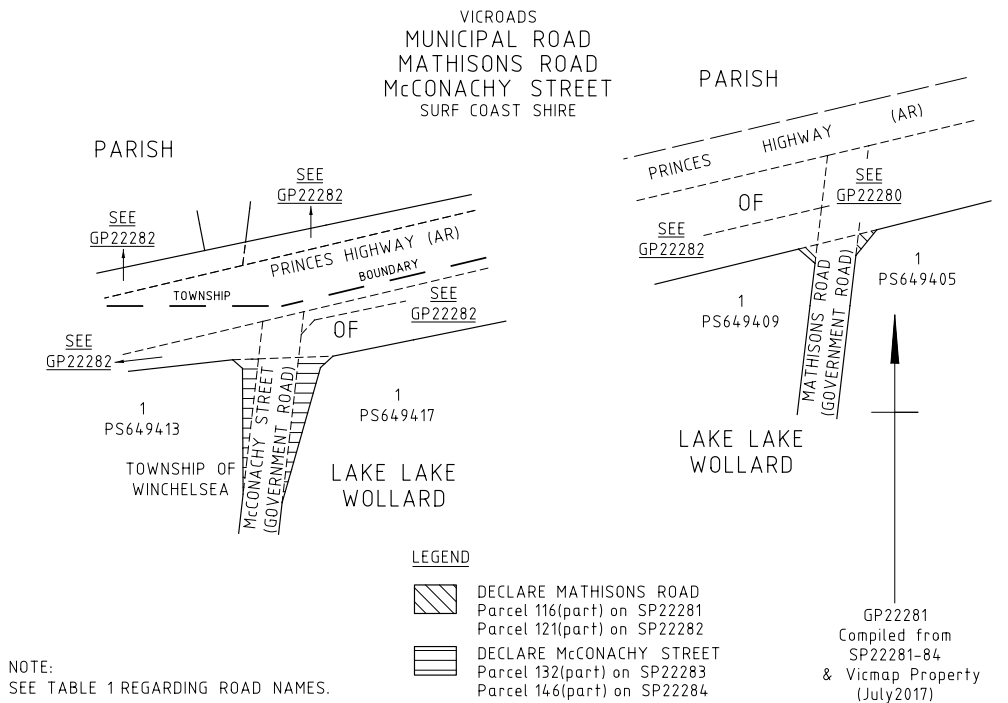 VICROADS
MUNICIPAL ROAD
MATHISONS ROAD
McCONACHY STREET
SURF COAST SHIRE
PARISH
SEE
GP22282
SEE
GP22282
PRINCES HIGHWAY (AR)
TOWNSHIP
BOUNDARY
SEE
GP22282
OF
SEE
GP22282
1
PS649413
1
PS649417
McCONACHY STREET
(GOVERNMENT ROAD)
TOWNSHIP OF
WINCHELSEA
LAKE LAKE
WOLLARD
PARISH
PRINCES HIGHWAY (AR)
SEE
GP22280
OF
SEE
GP22282
1
PS649405
1
PS649409
MATHISONS ROAD
(GOVERNMENT ROAD)
LAKE LAKE
WOLLARD
LEGEND
DECLARE MATHISONS ROAD
Parcel 116(part) on SP22281
Parcel 121(part) on SP22282
DECLARE McCONACHY STREET
Parcel 132(part) on SP22283
Parcel 146(part) on SP22284
GP22281
Compiled from
SP22281-84
& Vicmap Property
(July2017)
NOTE:
SEE TABLE 1 REGARDING ROAD NAMES.